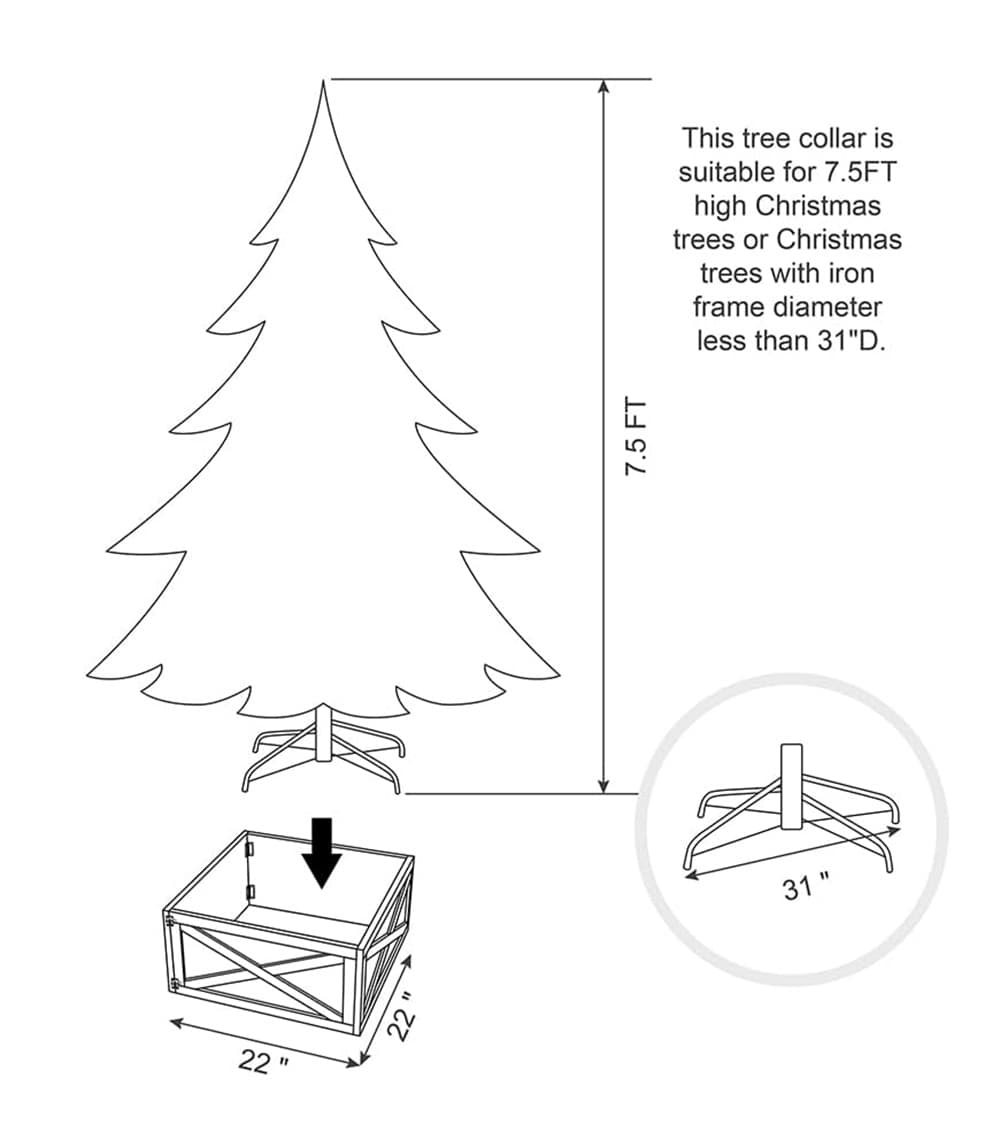 This tree collar is
suitable for 7.5FT
high Christmas
trees or Christmas
trees with iron
frame diameter
less than 31"D.
7.5 FT
31 "
22 "
22 "